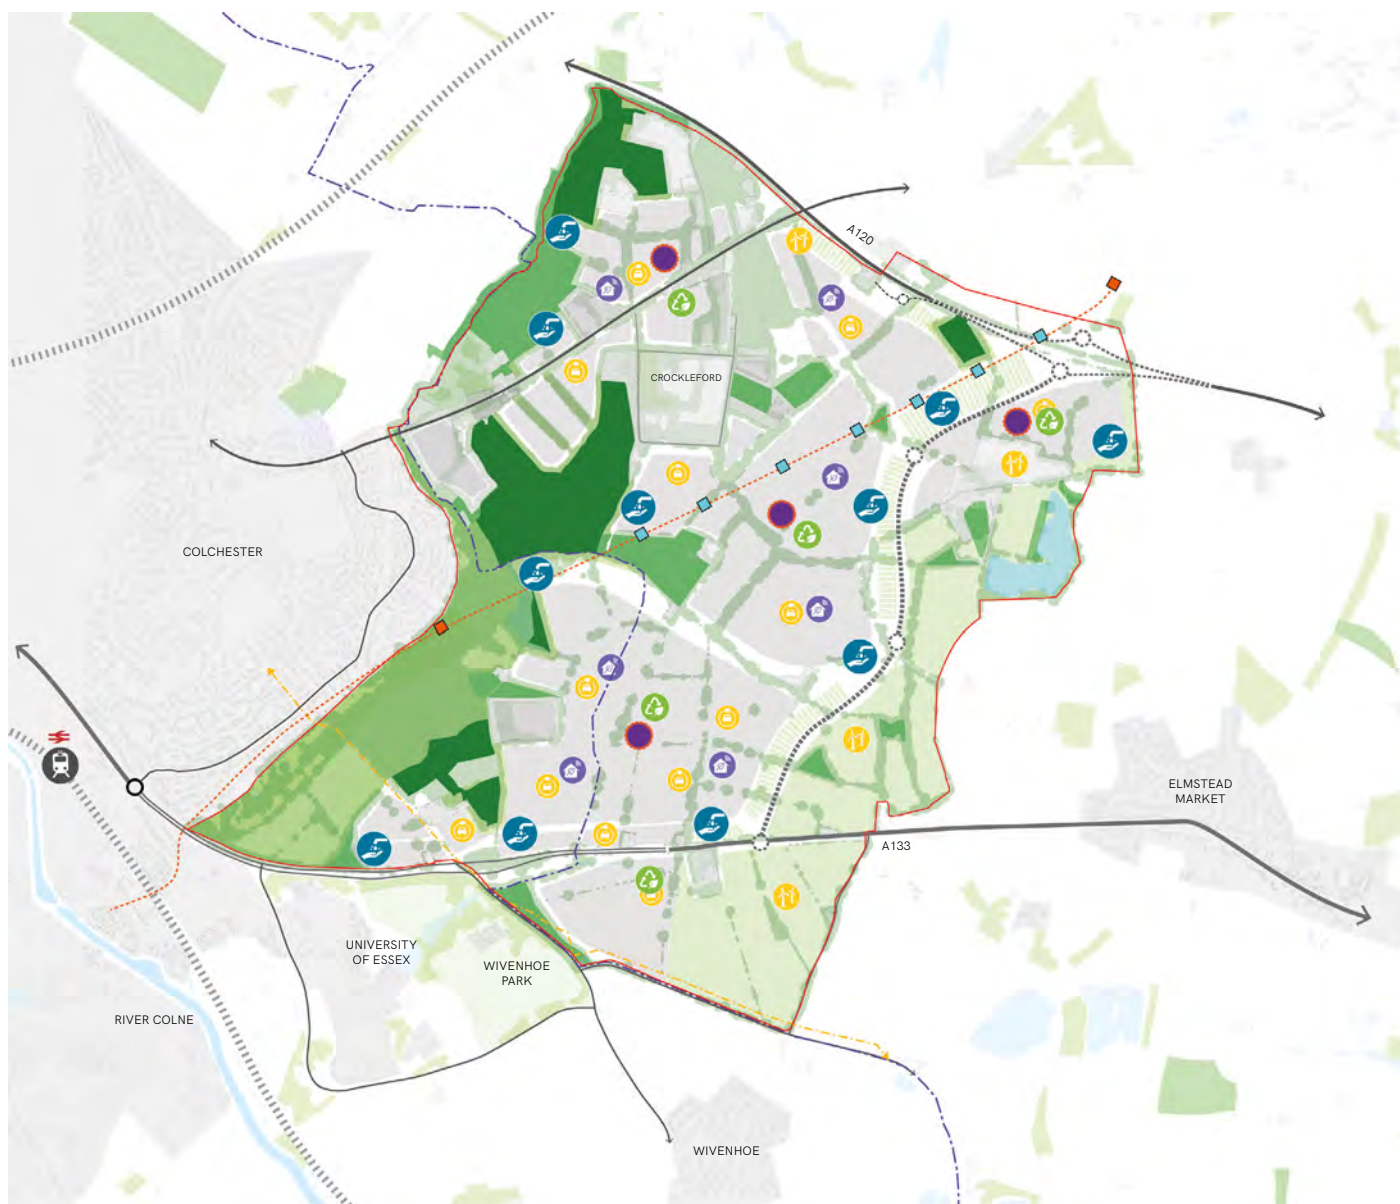 A120
CROCKLEFORD
COLCHESTER
ELMSTEAD
MARKET
A133
UNIVERSITY
OF ESSEX
WIVENHOE
PARK
RIVER COLNE
WIVENHOE